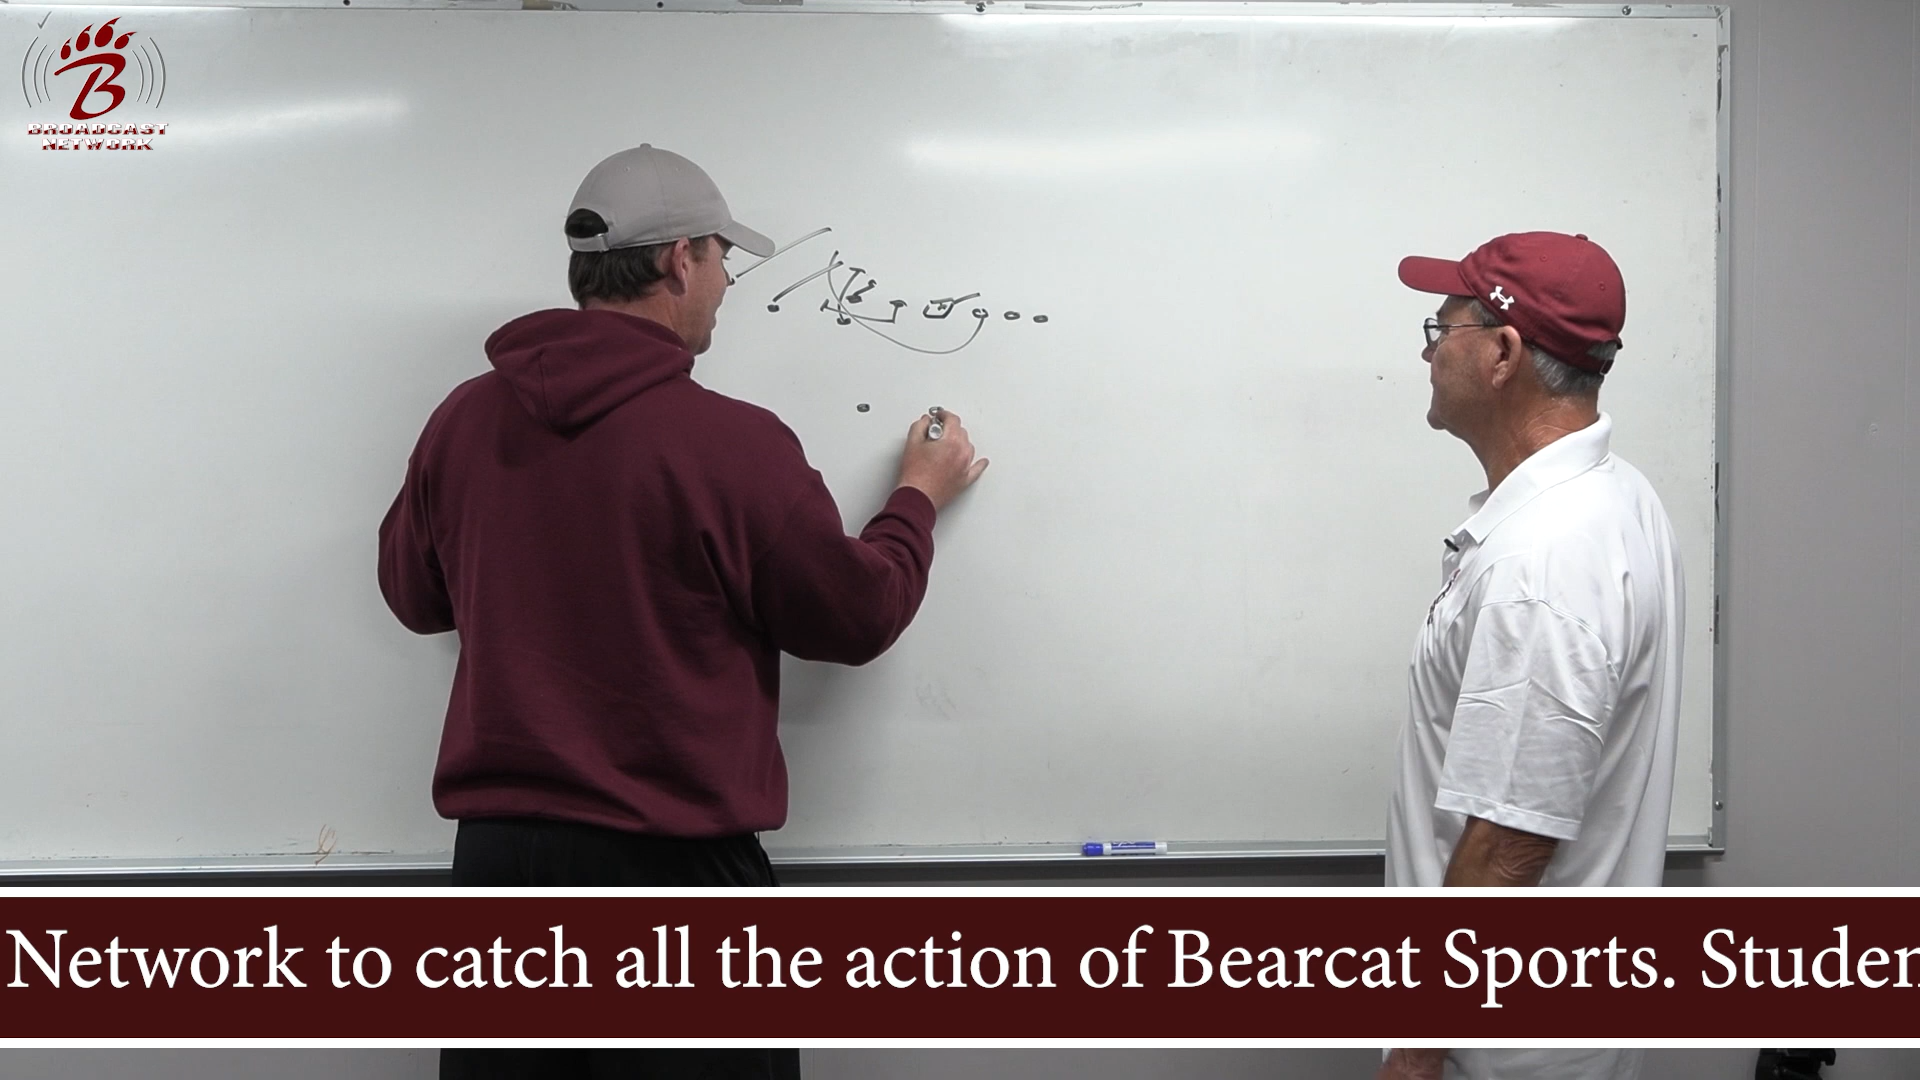 B
BROADCAST
NETWORK
Network to catch all the action of Bearcat Sports. Studen